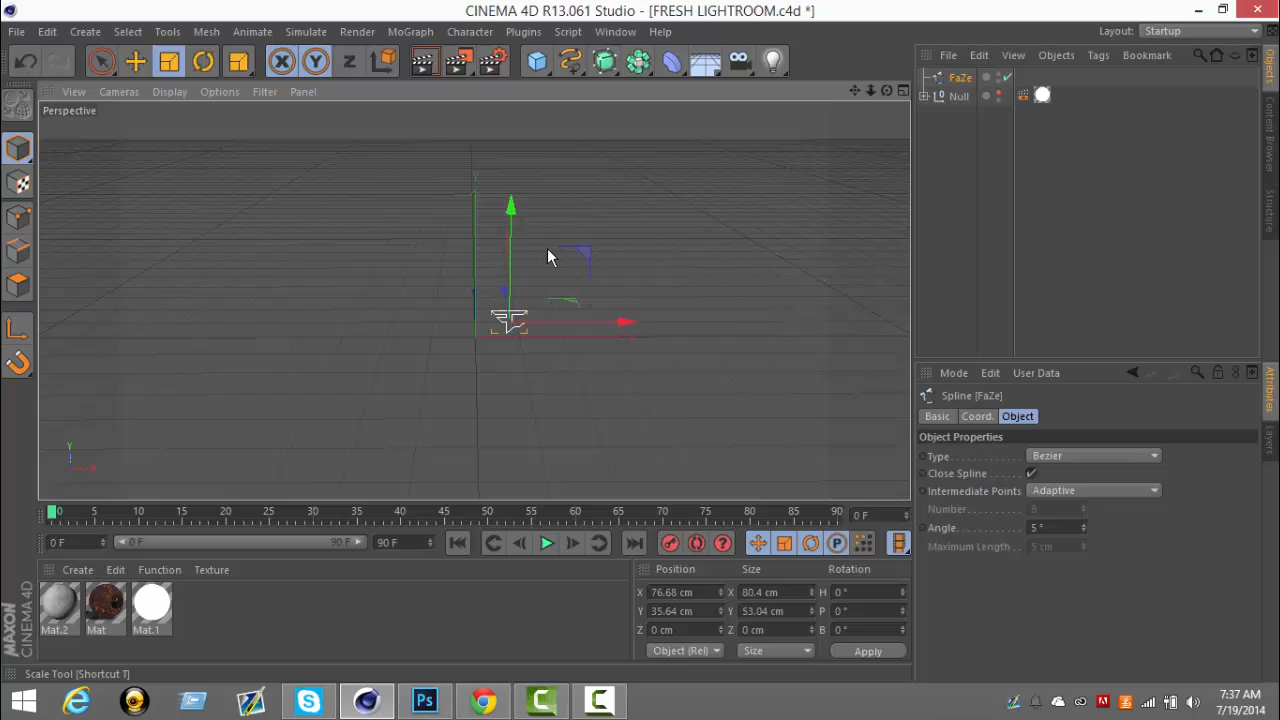 CINEMA 4D R13.061 Studio - [FRESH LIGHTROOM.c4d *]
File Edit Create Select Tools Mesh Animate Simulate Render MoGraph Character Plugins Script Window Help
Layout: Startup
X Y Z
File Edit View Objects Tags Bookmark
FaZe
Null
View Cameras Display Options Filter Panel
Perspective
Y
X
Objects
Content Browser
Structure
Mode Edit User Data
Spline [FaZe]
Basic Coord. Object
Object Properties
Type Bezier
Close Spline
Intermediate Points Adaptive
Number 8
Angle 5 °
Maximum Length 5 cm
Attributes
Layers
0 5 10 15 20 25 30 35 40 45 50 55 60 65 70 75 80 85 90 0 F
0 F 0 F 90 F 90 F
P
Create Edit Function Texture
Mat.2 Mat Mat.1
Position Size Rotation
X 76.68 cm X 80.4 cm H 0 °
Y 35.64 cm Y 53.04 cm P 0 °
Z 0 cm Z 0 cm B 0 °
Object (Rel) Size Apply
MAXON
CINEMA 4D
Scale Tool [Shortcut T]
Ps
7:37 AM
7/19/2014